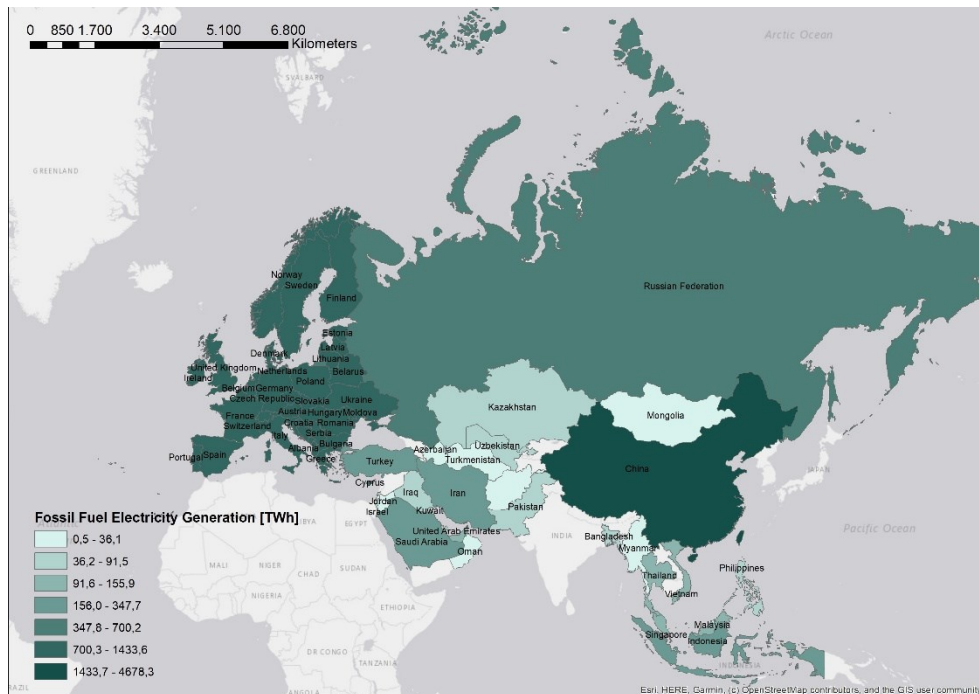 0 850 1.700 3.400 5.100 6.800
Kilometers
Arctic Ocean
SVALBARD
GREENLAND
Russian Federation
Norway
Sweden
Finland
Estonia
Latvia
Denmark
Lithuania
United Kingdom
Netherlands
Ireland
Poland
Belarus
Belgium
Germany
Czech Republic
Slovakia
Ukraine
Austria
Hungary
Moldova
France
Switzerland
Croatia
Romania
Serbia
Italy
Bulgaria
Albania
Portugal
Spain
Greece
Kazakhstan
Mongolia
Uzbekistan
Azerbaijan
Turkmenistan
Turkey
China
JAPAN
Cyprus
Iraq
Iran
Jordan
Israel
Kuwait
Pakistan
United Arab Emirates
Saudi Arabia
Oman
EGYPT
INDIA
Bangladesh
Myanmar
Pacific Ocean
Philippines
Thailand
Vietnam
Malaysia
Singapore
Indonesia
INDONESIA
MALI
NIGER
CHAD
SUDAN
NIGERIA
ETHIOPIA
DR CONGO
TANZANIA
ANGOLA
Fossil Fuel Electricity Generation [TWh]
0,5 - 36,1
36,2 - 91,5
91,6 - 155,9
156,0 - 347,7
347,8 - 700,2
700,3 - 1433,6
1433,7 - 4678,3
Esri, HERE, Garmin, (c) OpenStreetMap contributors, and the GIS user communit